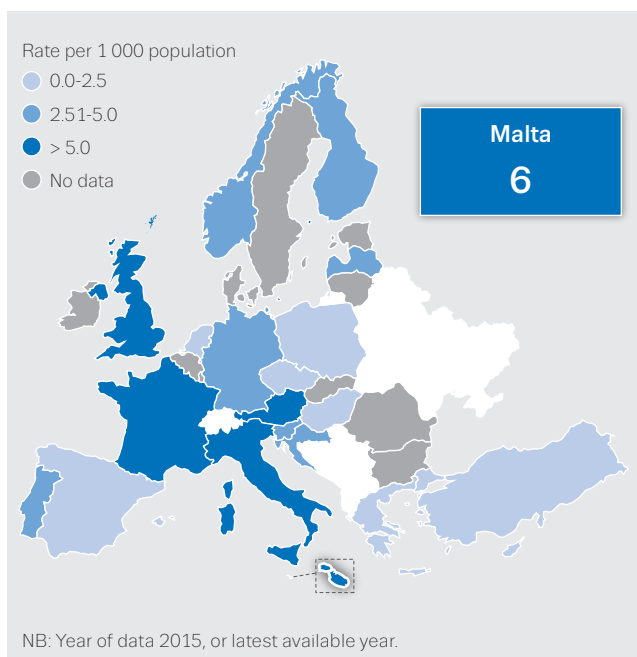 Rate per 1 000 population
0.0-2.5
2.51-5.0
> 5.0
No data
Malta
6
NB: Year of data 2015, or latest available year.